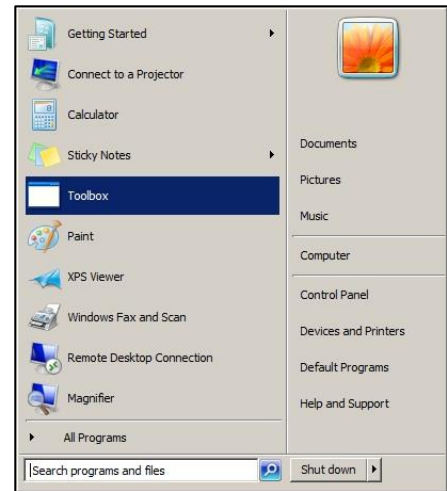 Getting Started
Connect to a Projector
Calculator
Sticky Notes
Toolbox
Paint
XPS Viewer
Windows Fax and Scan
Remote Desktop Connection
Magnifier
All Programs
Search programs and files
Documents
Pictures
Music
Computer
Control Panel
Devices and Printers
Default Programs
Help and Support
Shut down